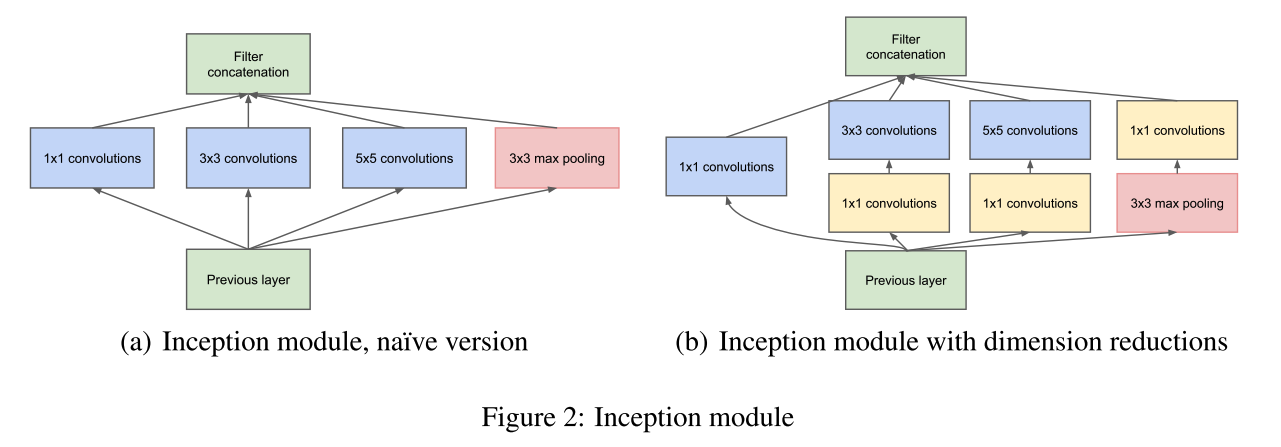 Filter
concatenation
1x1 convolutions
3x3 convolutions
5x5 convolutions
3x3 max pooling
Previous layer
(a) Inception module, naïve version
Filter
concatenation
3x3 convolutions
5x5 convolutions
1x1 convolutions
1x1 convolutions
1x1 convolutions
1x1 convolutions
3x3 max pooling
Previous layer
(b) Inception module with dimension reductions
Figure 2: Inception module